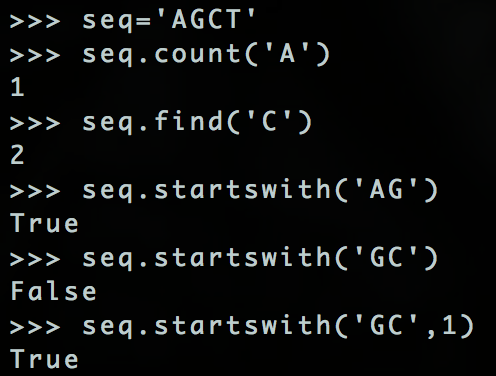 >>> seq='AGCT'
>>> seq.count('A')
1
>>> seq.find('C')
2
>>> seq.startswith('AG')
True
>>> seq.startswith('GC')
False
>>> seq.startswith('GC',1)
True